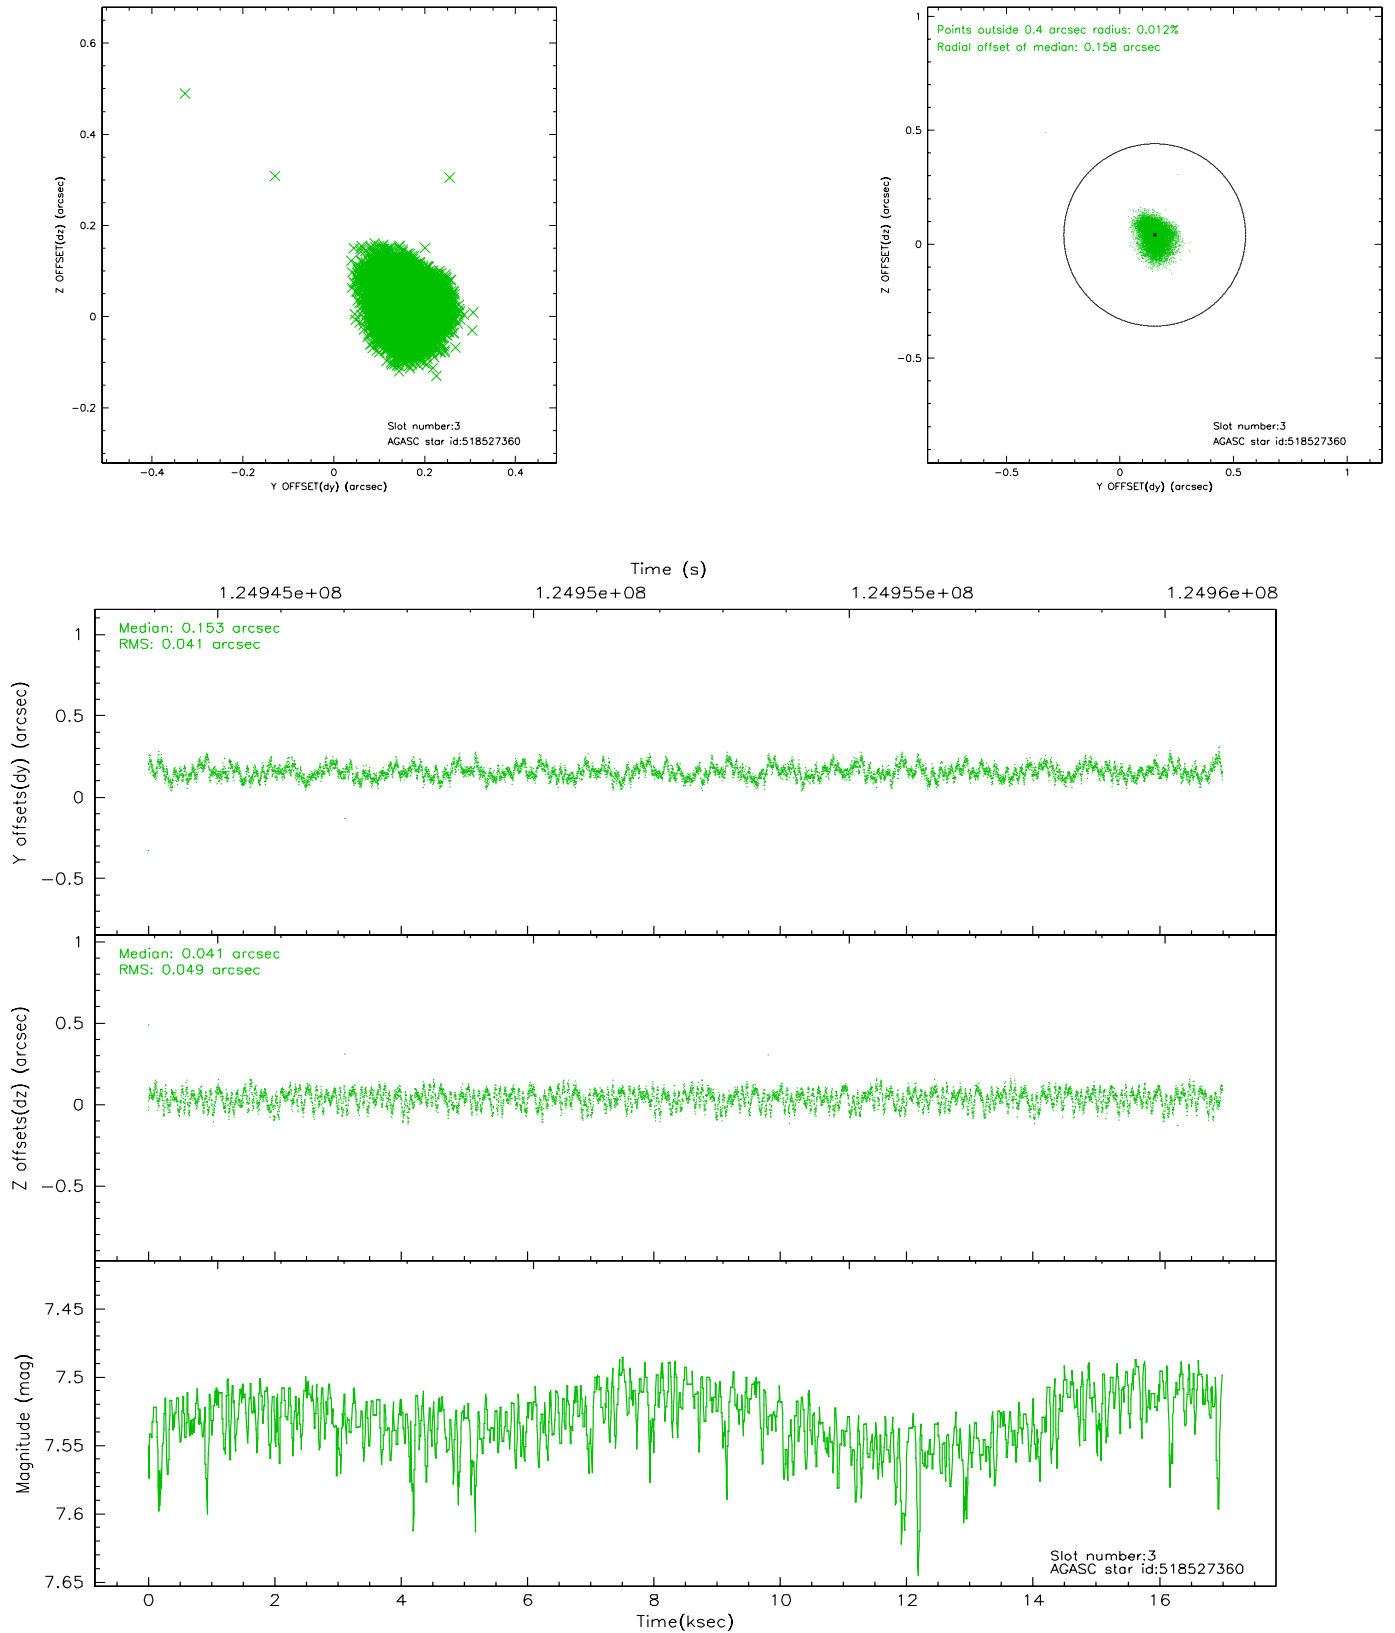 0.6
0.4
0.2
0
−0.2
Z OFFSET(dz) (arcsec)
Slot number:3
AGASC star id:518527360
−0.4
−0.2
0
0.2
0.4
Y OFFSET(dy) (arcsec)
Points outside 0.4 arcsec radius: 0.012%
Radial offset of median: 0.158 arcsec
1
0.5
0
−0.5
Z OFFSET(dz) (arcsec)
Slot number:3
AGASC star id:518527360
−0.5
0
0.5
1
Y OFFSET(dy) (arcsec)
Time (s)
1.24945e+08
1.2495e+08
1.24955e+08
1.2496e+08
Median: 0.153 arcsec
RMS: 0.041 arcsec
1
0.5
0
−0.5
Y offsets(dy) (arcsec)
Median: 0.041 arcsec
RMS: 0.049 arcsec
1
0.5
0
−0.5
Z offsets(dz) (arcsec)
7.45
7.5
7.55
7.6
7.65
Magnitude (mag)
Slot number:3
AGASC star id:518527360
0
2
4
6
8
10
12
14
16
Time(ksec)